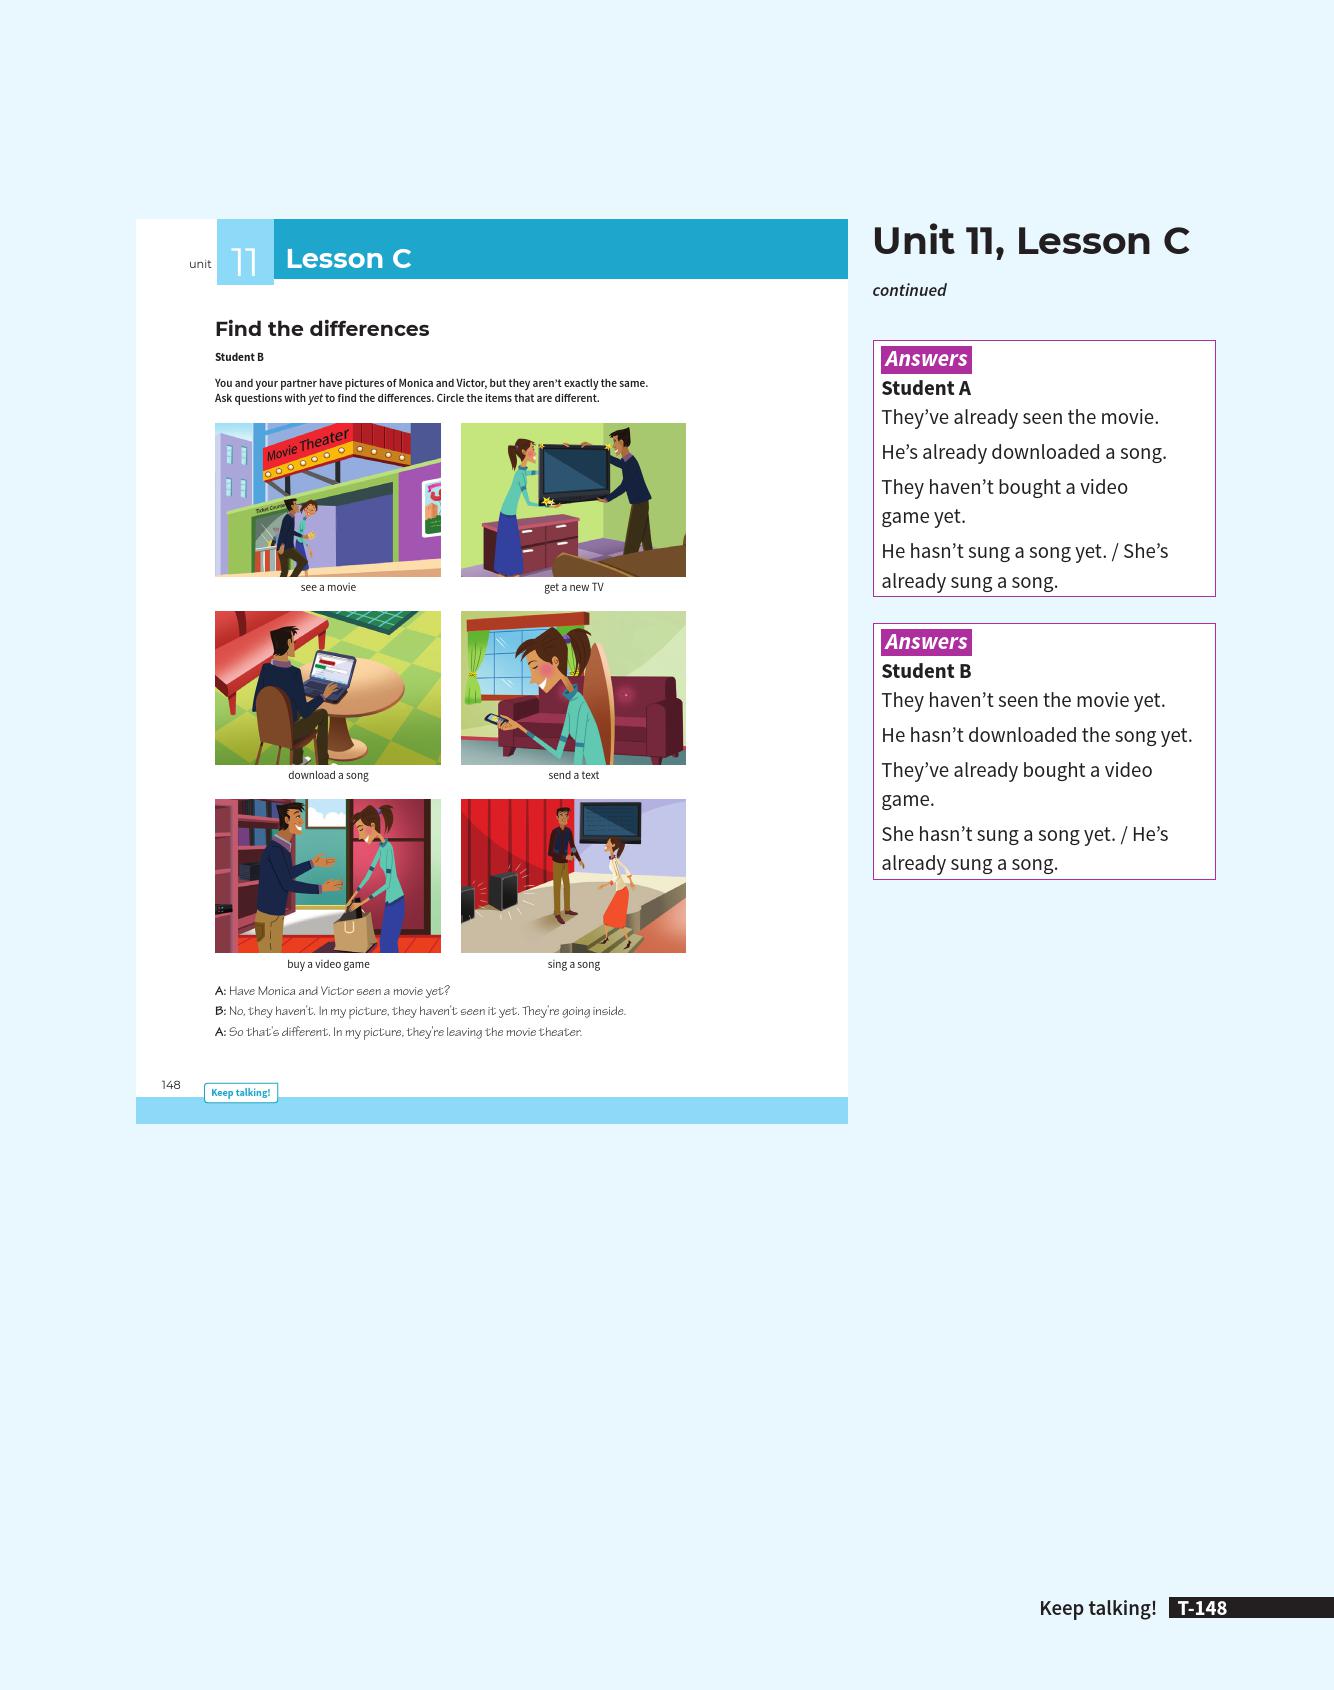 unit 11 Lesson C
Find the differences
Student B
You and your partner have pictures of Monica and Victor, but they aren’t exactly the same.
Ask questions with yet to find the differences. Circle the items that are different.
Movie Theater
see a movie
get a new TV
download a song
send a text
buy a video game
sing a song
A: Have Monica and Victor seen a movie yet?
B: No, they haven’t. In my picture, they haven’t seen it yet. They’re going inside.
A: So that’s different. In my picture, they’re leaving the movie theater.
148
Keep talking!
Unit 11, Lesson C
continued
Answers
Student A
They’ve already seen the movie.
He’s already downloaded a song.
They haven’t bought a video
game yet.
He hasn’t sung a song yet. / She’s
already sung a song.
Answers
Student B
They haven’t seen the movie yet.
He hasn’t downloaded the song yet.
They’ve already bought a video
game.
She hasn’t sung a song yet. / He’s
already sung a song.
Keep talking! T-148